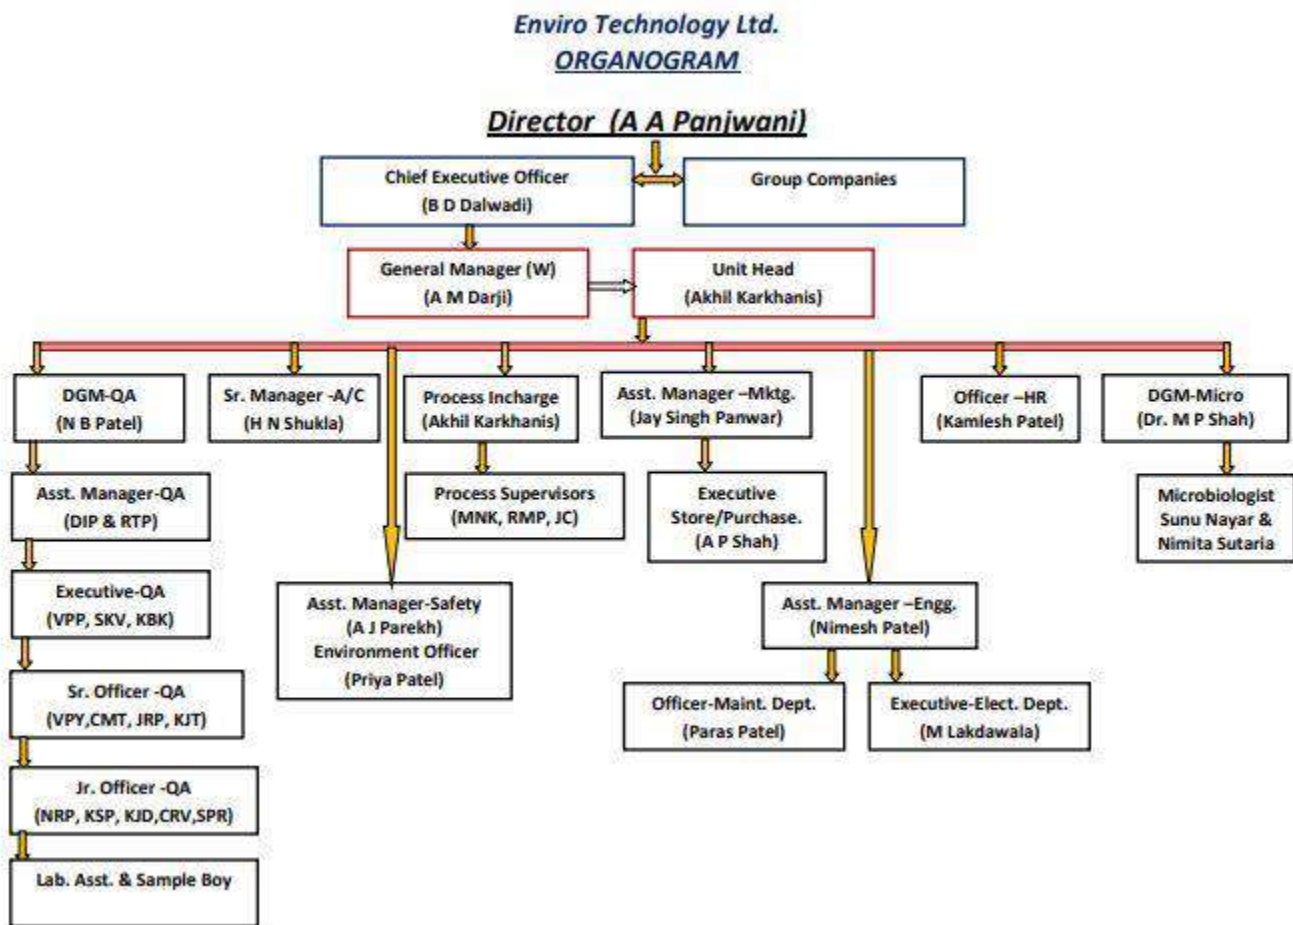 Enviro Technology Ltd.
ORGANOGRAM
Director (A A Panjwani)
Chief Executive Officer
(B D Dalwadi)
Group Companies
General Manager (W)
(A M Darji)
Unit Head
(Akhil Karkhanis)
DGM-QA
(N B Patel)
Sr. Manager -A/C
(H N Shukla)
Process Incharge
(Akhil Karkhanis)
Asst. Manager –Mktg.
(Jay Singh Panwar)
Officer –HR
(Kamlesh Patel)
DGM-Micro
(Dr. M P Shah)
Asst. Manager-QA
(DIP & RTP)
Process Supervisors
(MNK, RMP, JC)
Executive
Store/Purchase.
(A P Shah)
Microbiologist
Sunu Nayar &
Nimita Sutaria
Executive-QA
(VPP, SKV, KBK)
Asst. Manager-Safety
(A J Parekh)
Environment Officer
(Priya Patel)
Asst. Manager –Engg.
(Nimesh Patel)
Sr. Officer -QA
(VPY,CMT, JRP, KJT)
Officer-Maint. Dept.
(Paras Patel)
Executive-Elect. Dept.
(M Lakdawala)
Jr. Officer -QA
(NRP, KSP, KJD,CRV,SPR)
Lab. Asst. & Sample Boy